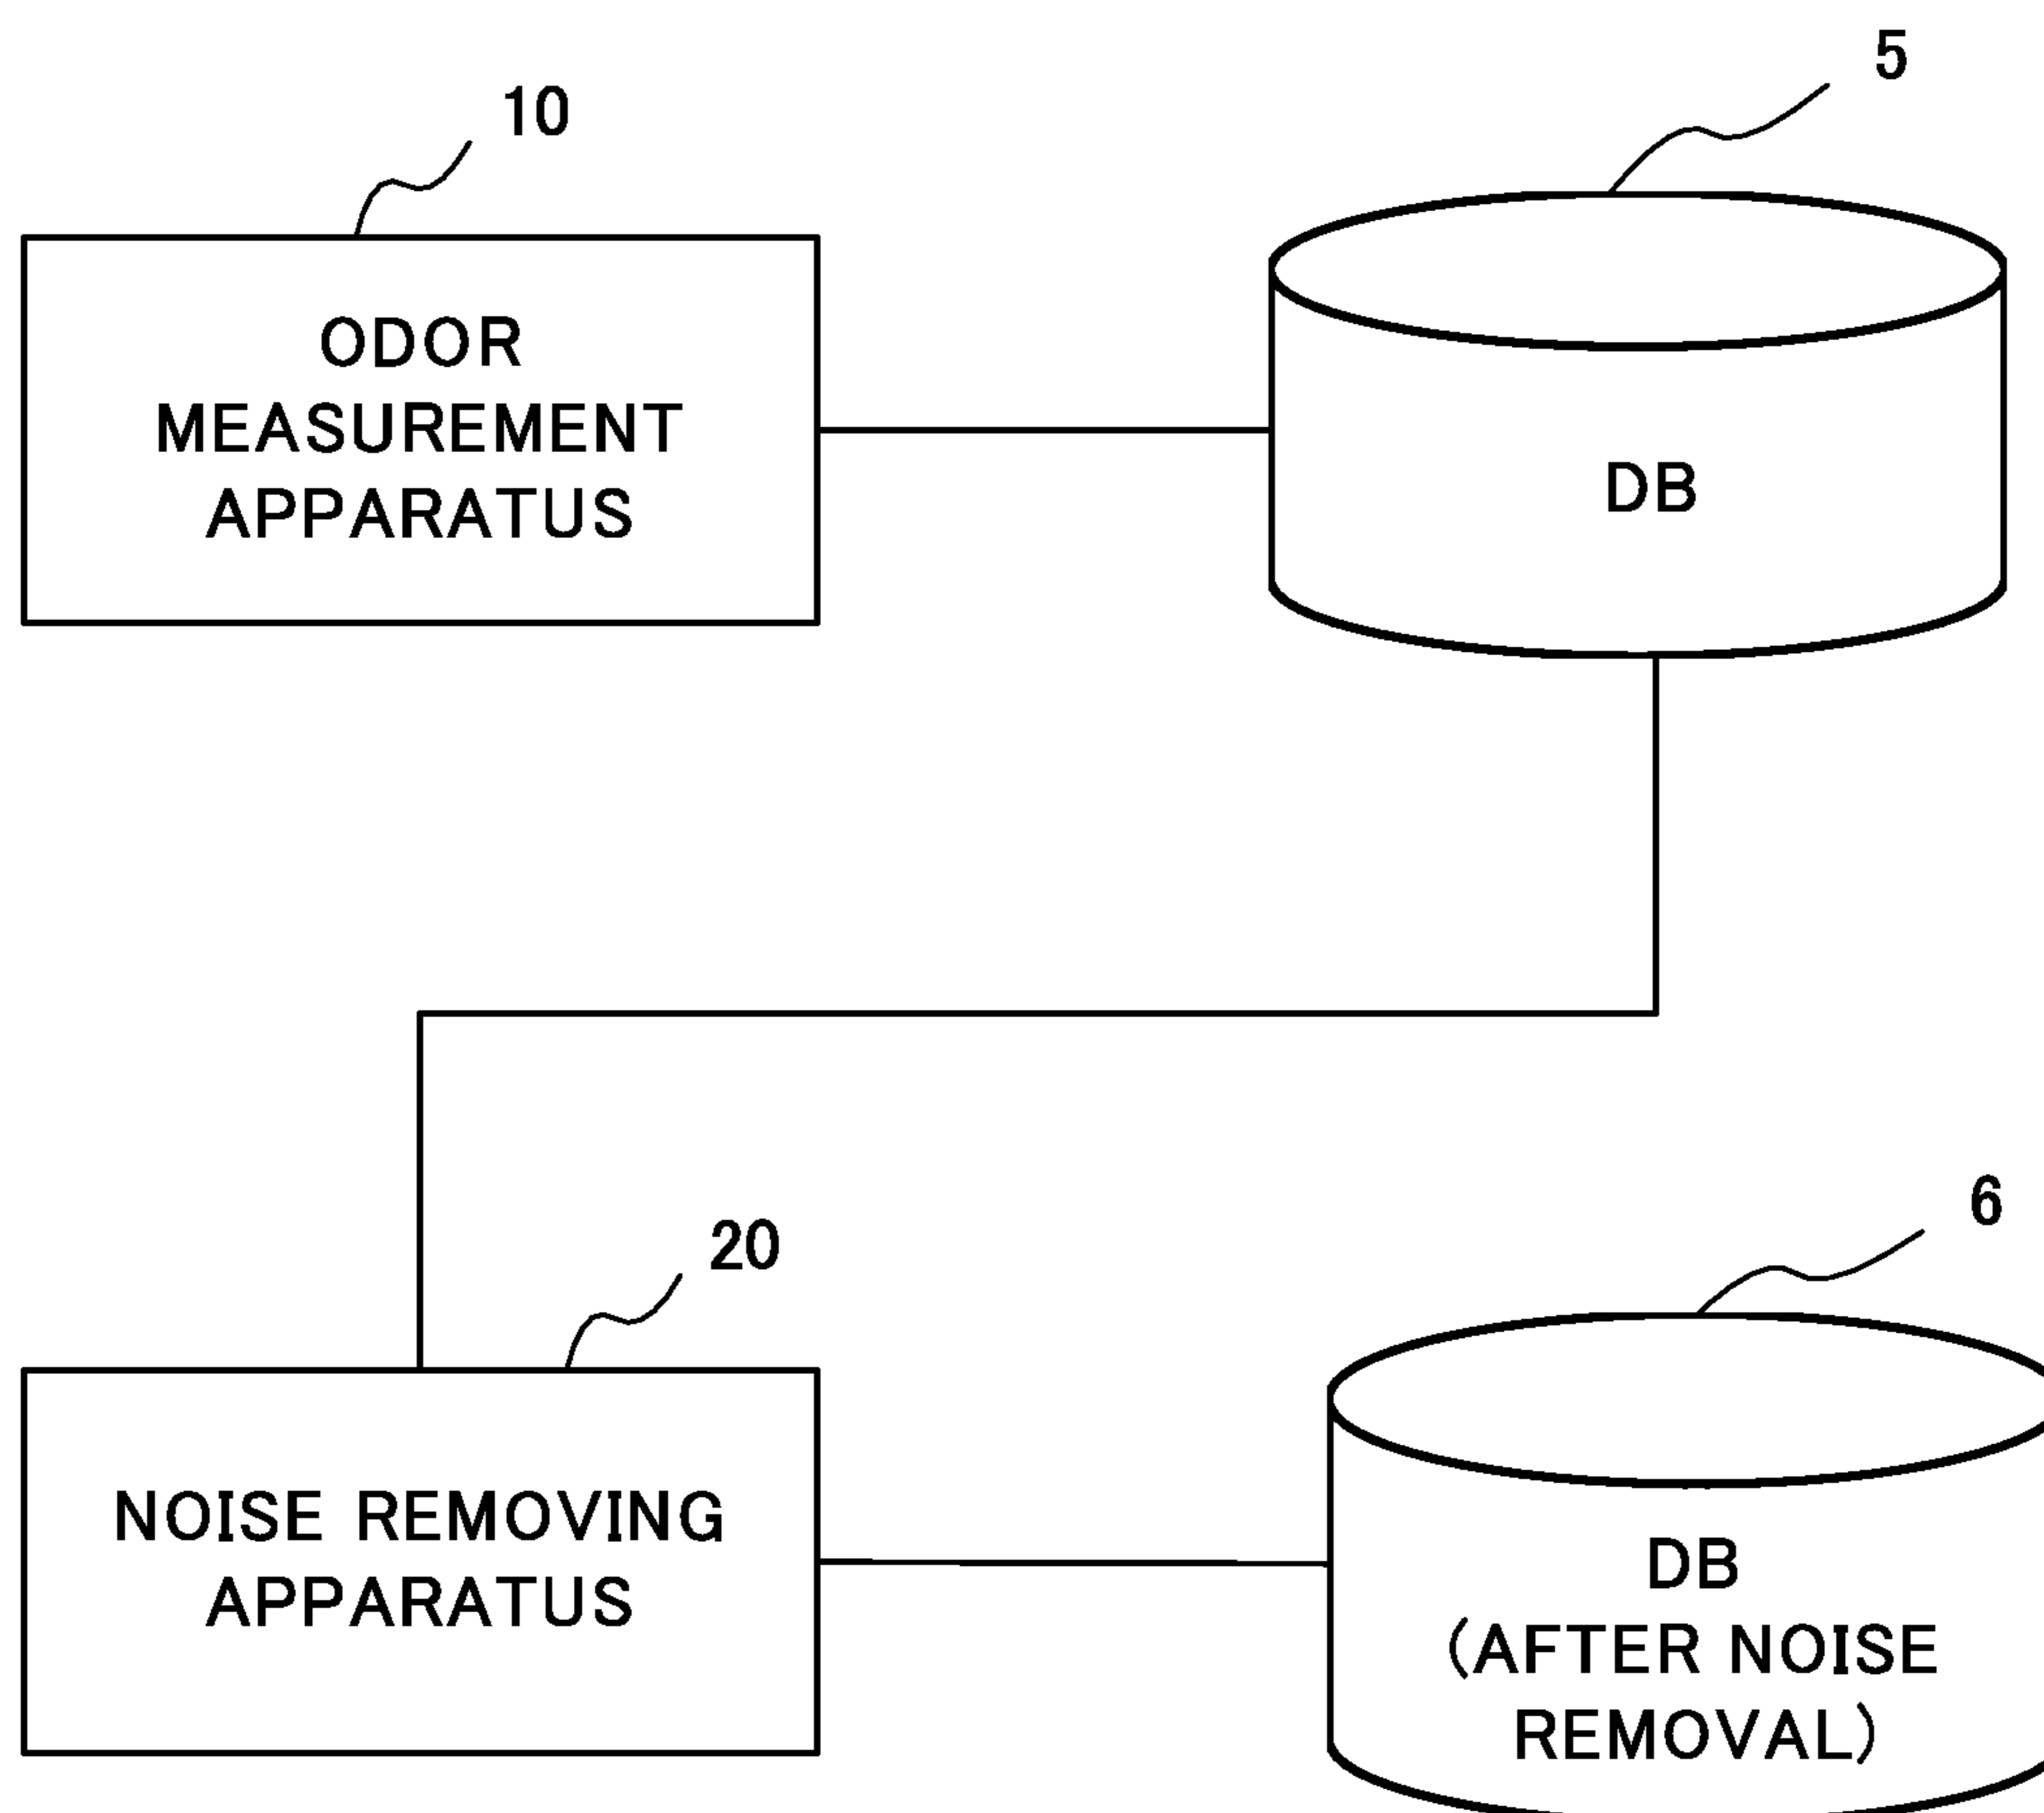 10
5
ODOR
MEASUREMENT
APPARATUS
DB
20
6
NOISE REMOVING
APPARATUS
DB
(AFTER NOISE
REMOVAL)